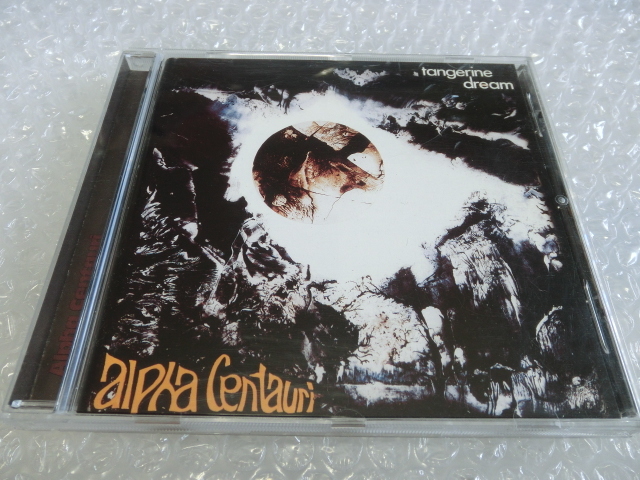 tangerine
dream
alpha Centauri